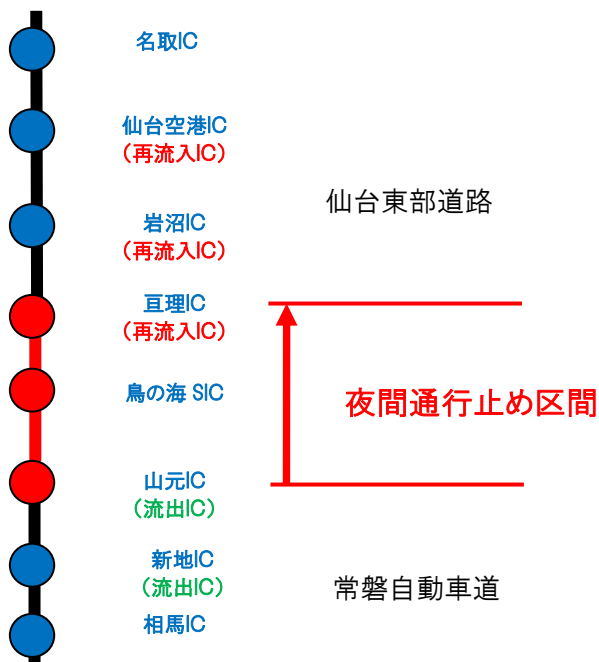 名取IC
仙台空港IC
（再流入IC）
仙台東部道路
岩沼IC
（再流入IC）
亘理IC
（再流入IC）
鳥の海 SIC
夜間通行止め区間
山元IC
（流出IC）
新地IC
（流出IC）
常磐自動車道
相馬IC